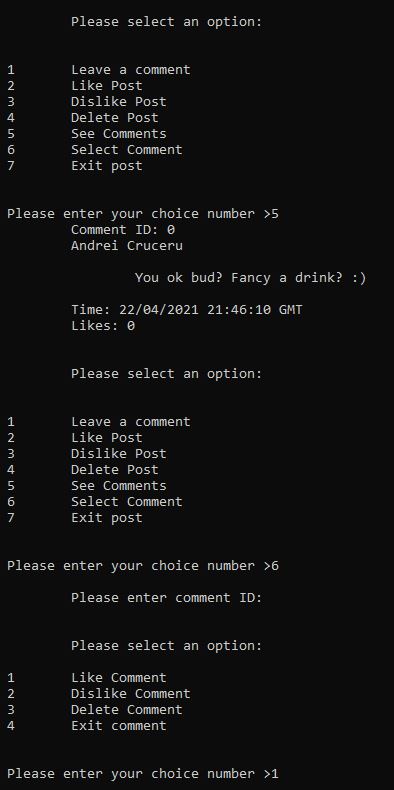 Please select an option:
1 Leave a comment
2 Like Post
3 Dislike Post
4 Delete Post
5 See Comments
6 Select Comment
7 Exit post
Please enter your choice number >5
Comment ID: 0
Andrei Cruceru
You ok bud? Fancy a drink? :)
Time: 22/04/2021 21:46:10 GMT
Likes: 0
Please select an option:
1 Leave a comment
2 Like Post
3 Dislike Post
4 Delete Post
5 See Comments
6 Select Comment
7 Exit post
Please enter your choice number >6
Please enter comment ID:
Please select an option:
1 Like Comment
2 Dislike Comment
3 Delete Comment
4 Exit comment
Please enter your choice number >1